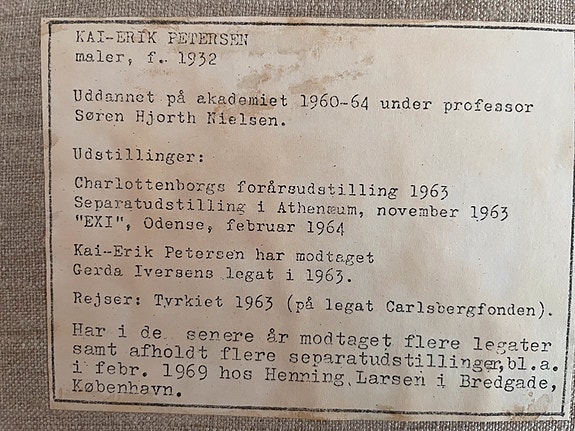 KAI-ERIK PETERSEN
maler, f. 1932
Uddannet på akademiet 1960-64 under professor
Søren Hjorth Nielsen.
Udstillinger:
Charlottenborgs forårsudstilling 1963
Separatudstilling i Athenæum, november 1963
"EXI", Odense, februar 1964
Kai-Erik Petersen har modtaget
Gerda Iversens legat i 1963.
Rejser: Tyrkiet 1963 (på legat Carlsbergfonden).
Har i de senere år modtaget flere legater
samt afholdt flere separatudstillinger,bl.a.
i febr. 1969 hos Henning Larsen i Bredgade,
København.